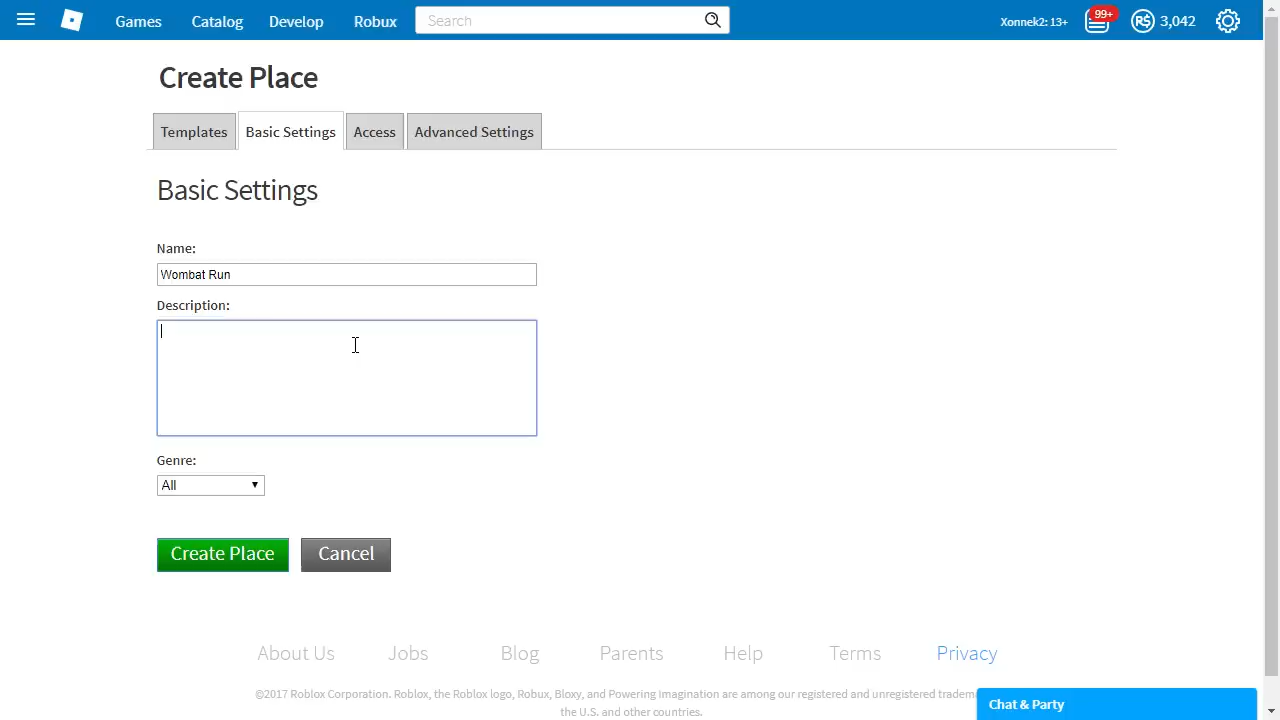 Games Catalog Develop Robux Search Xonnek2: 13+ 99+ R$ 3,042
Create Place
Templates Basic Settings Access Advanced Settings
Basic Settings
Name:
Wombat Run
Description:
Genre:
All
Create Place Cancel
About Us Jobs Blog Parents Help Terms Privacy
©2017 Roblox Corporation. Roblox, the Roblox logo, Robux, Bloxy, and Powering Imagination are among our registered and unregistered
the U.S. and other countries.
Chat & Party